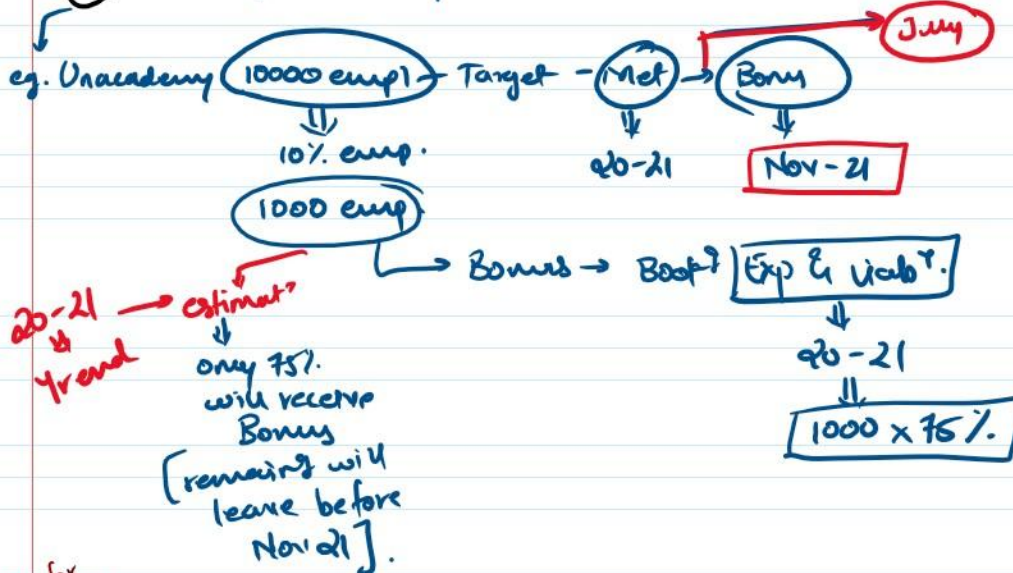 July
eg. Unacademy 10000 empl - Target - Met → Bonus
10% emp.
20-21
Nov-21
1000 emp
Bonus → Book? Exp & Liab^y.
20-21 → estimat^n
Trend
only 75%
will receive
Bonus
[remaining will
leave before
Nov 21].
20-21
1000 x 75%.